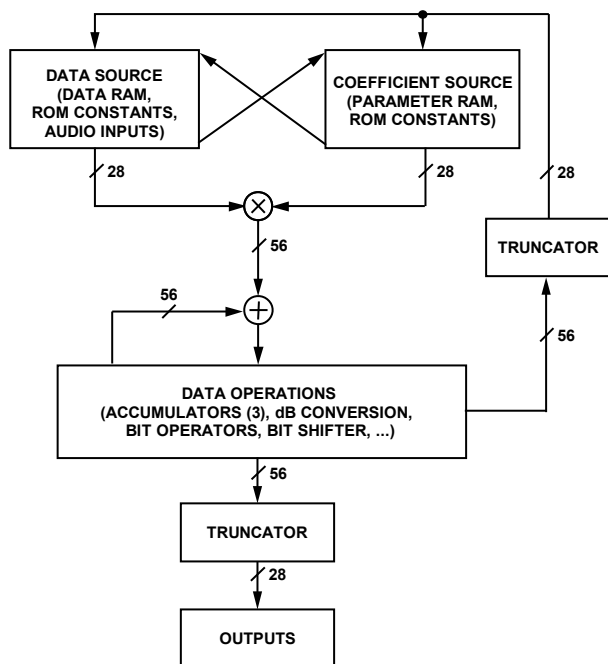 DATA SOURCE
(DATA RAM,
ROM CONSTANTS,
AUDIO INPUTS)
COEFFICIENT SOURCE
(PARAMETER RAM,
ROM CONSTANTS)
28
28
28
TRUNCATOR
56
56
56
DATA OPERATIONS
(ACCUMULATORS (3), dB CONVERSION,
BIT OPERATORS, BIT SHIFTER, ...)
56
TRUNCATOR
28
OUTPUTS